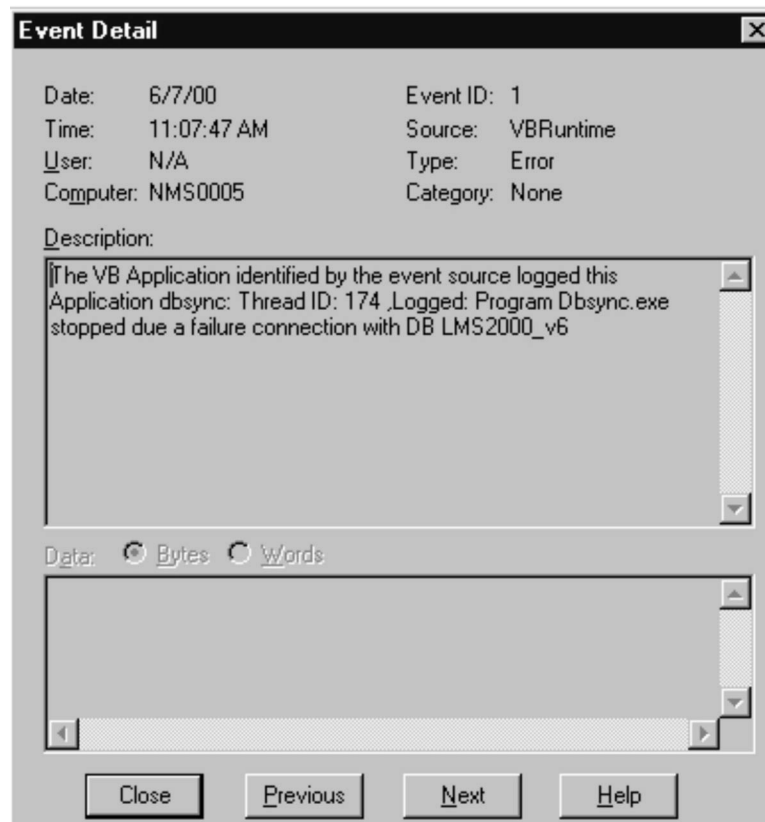 Event Detail
Date: 6/7/00 Event ID: 1
Time: 11:07:47 AM Source: VBRuntime
User: N/A Type: Error
Computer: NMS0005 Category: None
Description:
The VB Application identified by the event source logged this
Application dbsync: Thread ID: 174 ,Logged: Program Dbsync.exe
stopped due a failure connection with DB LMS2000_v6
Data: Bytes Words
Close Previous Next Help